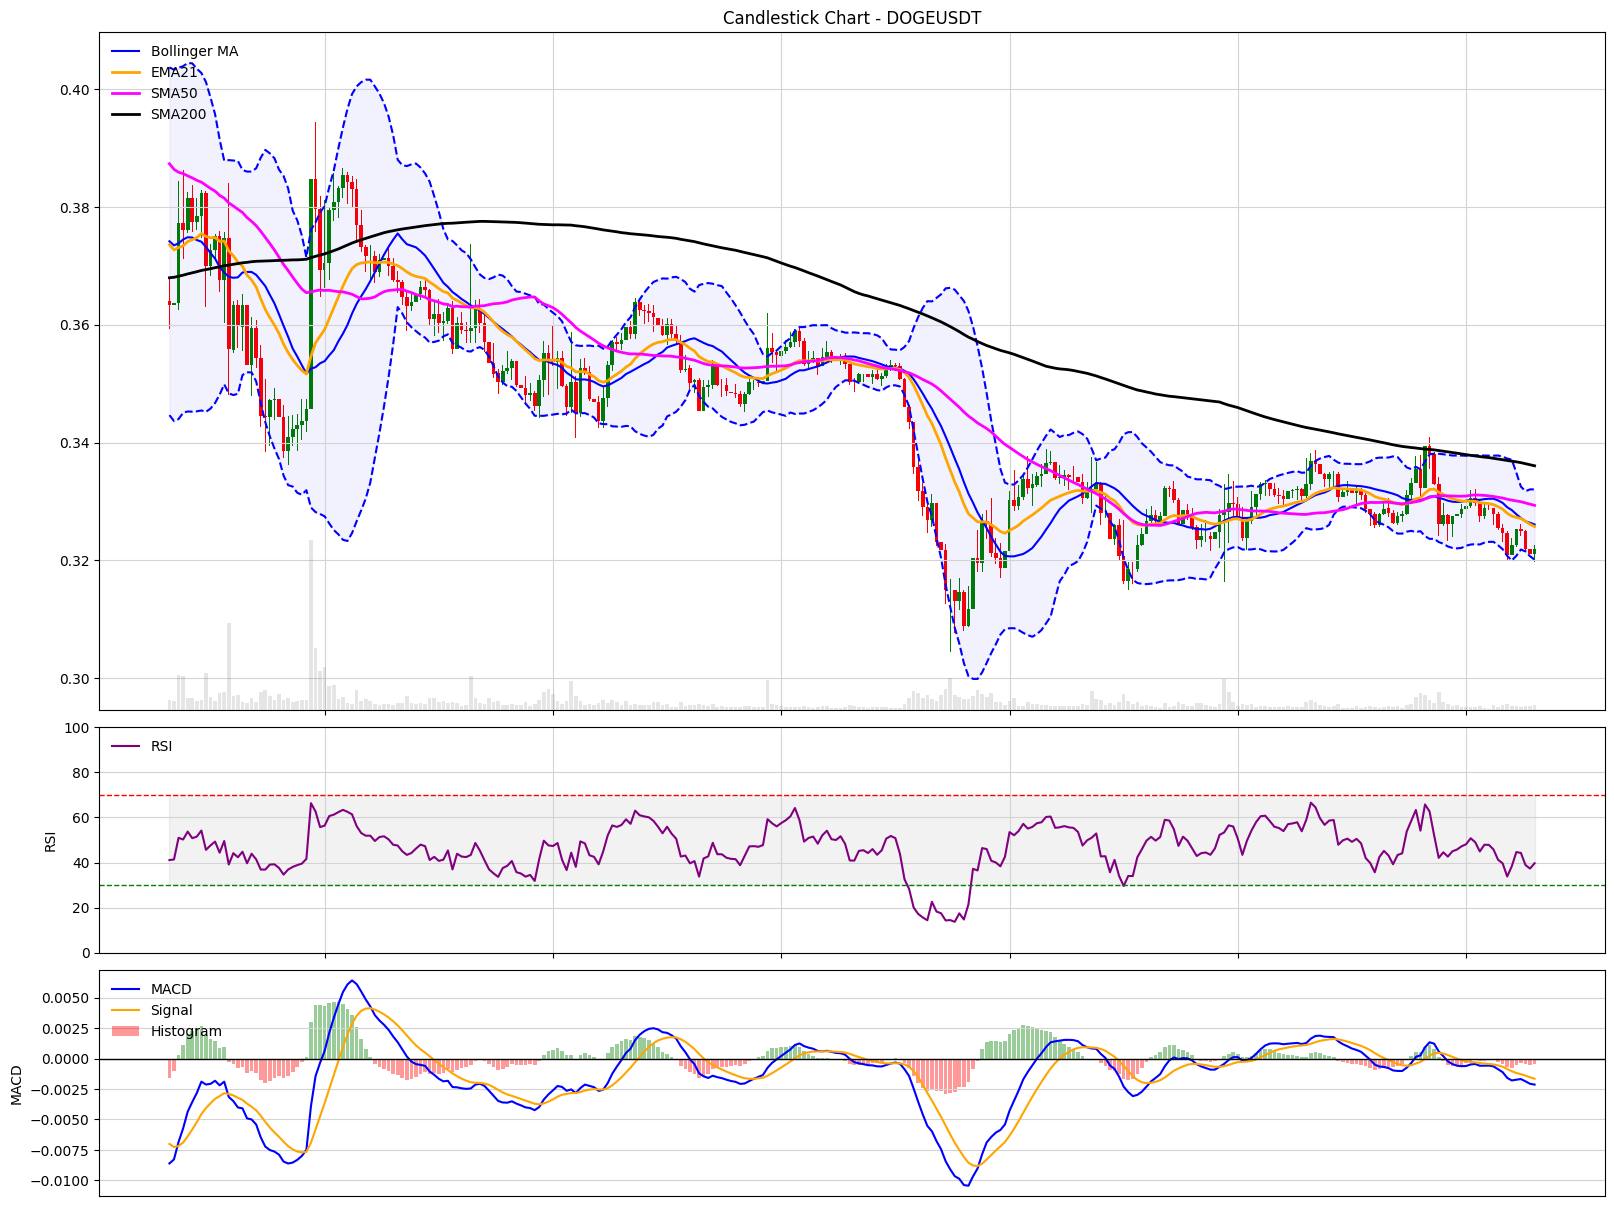 Candlestick Chart - DOGEUSDT
Bollinger MA
EMA21
SMA50
SMA200
0.40
0.38
0.36
0.34
0.32
0.30
RSI
RSI
100
80
60
40
20
0
MACD
Signal
Histogram
MACD
0.0050
0.0025
0.0000
−0.0025
−0.0050
−0.0075
−0.0100